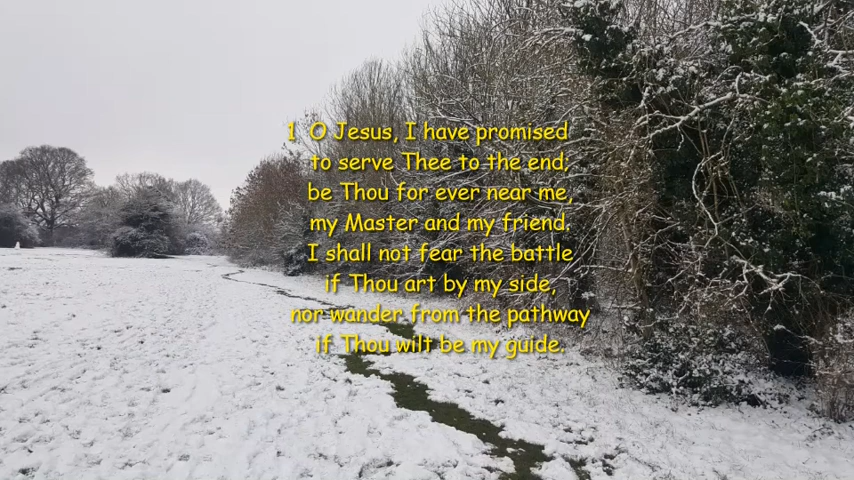 1 O Jesus, I have promised
to serve Thee to the end;
be Thou for ever near me,
my Master and my friend.
I shall not fear the battle
if Thou art by my side,
nor wander from the pathway
if Thou wilt be my guide.